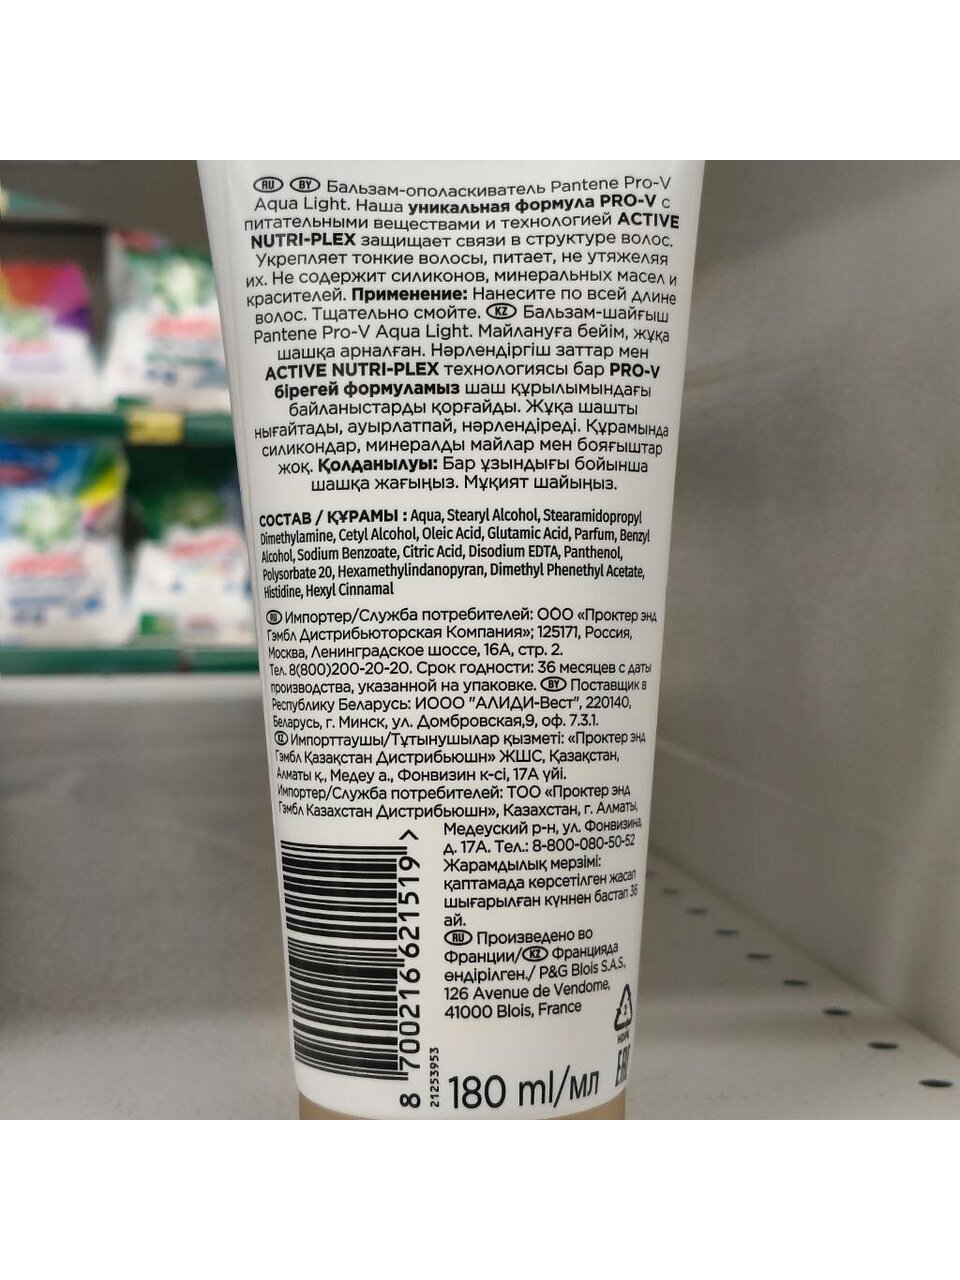 RU BY Бальзам-ополаскиватель Pantene Pro-V
Aqua Light. Наша уникальная формула PRO-V с
питательными веществами и технологией ACTIVE
NUTRI-PLEX защищает связи в структуре волос.
Укрепляет тонкие волосы, питает, не утяжеляя
их. Не содержит силиконов, минеральных масел и
красителей. Применение: Нанесите по всей длине
волос. Тщательно смойте. KZ Бальзам-шайғыш
Pantene Pro-V Aqua Light. Майлануға бейім, жұқа
шашқа арналған. Нәрлендіргіш заттар мен
ACTIVE NUTRI-PLEX технологиясы бар PRO-V
бірегей формуламыз шаш құрылымындағы
байланыстарды қорғайды. Жұқа шашты
нығайтады, ауырлатпай, нәрлендіреді. Құрамында
силикондар, минералды майлар мен бояғыштар
жоқ. Қолданылуы: Бар ұзындығы бойынша
шашқа жағыңыз. Мұқият шайыңыз.
СОСТАВ / ҚҰРАМЫ : Aqua, Stearyl Alcohol, Stearamidopropyl
Dimethylamine, Cetyl Alcohol, Oleic Acid, Glutamic Acid, Parfum, Benzyl
Alcohol, Sodium Benzoate, Citric Acid, Disodium EDTA, Panthenol,
Polysorbate 20, Hexamethylindanopyran, Dimethyl Phenethyl Acetate,
Histidine, Hexyl Cinnamal
RU Импортер/Служба потребителей: ООО «Проктер энд
Гэмбл Дистрибьюторская Компания»; 125171, Россия,
Москва, Ленинградское шоссе, 16А, стр. 2.
Тел. 8(800)200-20-20. Срок годности: 36 месяцев с даты
производства, указанной на упаковке. BY Поставщик в
Республику Беларусь: ИООО "АЛИДИ-Вест", 220140,
Беларусь, г. Минск, ул. Домбровская,9, оф. 7.3.1.
KZ Импорттаушы/Тұтынушылар қызметі: «Проктер энд
Гэмбл Қазақстан Дистрибьюшн» ЖШС, Қазақстан,
Алматы қ., Медеу а., Фонвизин к-сі, 17А үйі.
Импортер/Служба потребителей: ТОО «Проктер энд
Гэмбл Казахстан Дистрибьюшн», Казахстан, г. Алматы,
Медеуский р-н, ул. Фонвизина,
д. 17А. Тел.: 8-800-080-50-52
Жарамдылық мерзімі:
қаптамада көрсетілген жасап
шығарылған күннен бастап 36
ай.
RU Произведено во
Франции/KZ Францияда
өндірілген./ P&G Blois S.A.S,
126 Avenue de Vendome,
41000 Blois, France
8 700216 621519 >
21253953
180 ml/мл
2
HDPE
EAC